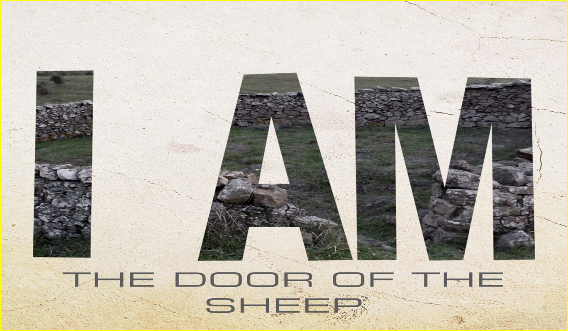 I AM
THE DOOR OF THE
SHEEP